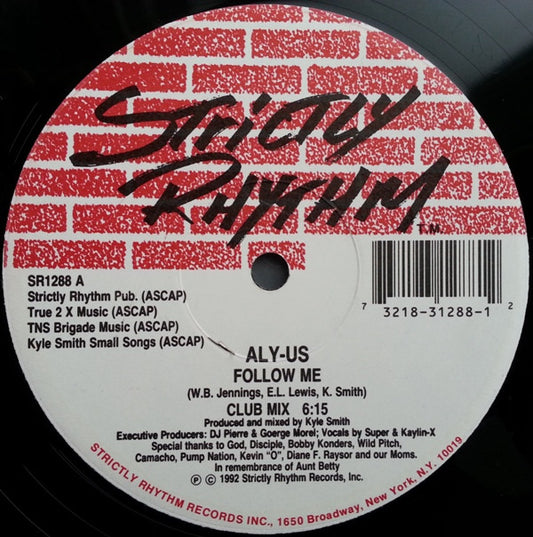 STRICTLY
RHYTHM
T.M.
SR1288 A
Strictly Rhythm Pub. (ASCAP)
True 2 X Music (ASCAP)
TNS Brigade Music (ASCAP)
Kyle Smith Small Songs (ASCAP)
7 3218-31288-1 2
ALY-US
FOLLOW ME
(W.B. Jennings, E.L. Lewis, K. Smith)
CLUB MIX 6:15
Produced and mixed by Kyle Smith
Executive Producers: DJ Pierre & Goerge Morel; Vocals by Super & Kaylin-X
Special thanks to God, Disciple, Bobby Konders, Wild Pitch,
Camacho, Pump Nation, Kevin "O", Diane F. Raysor and our Moms.
In remembrance of Aunt Betty
℗ © 1992 Strictly Rhythm Records, Inc.
STRICTLY RHYTHM RECORDS INC., 1650 Broadway, New York, N.Y. 10019